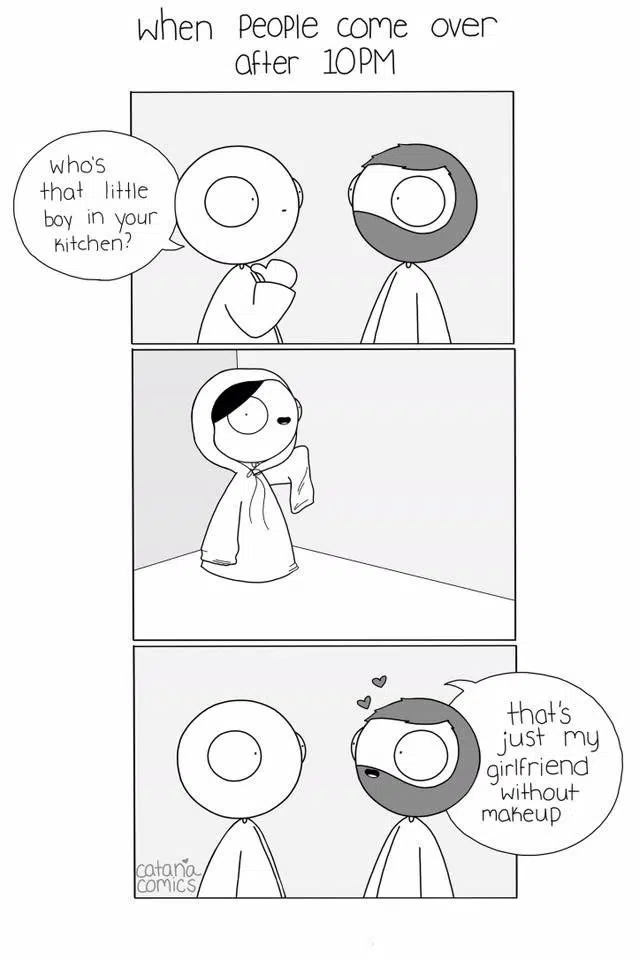 when people come over
after 10PM
who's
that little
boy in your
kitchen?
that's
just my
girlfriend
without
makeup
catana
comics